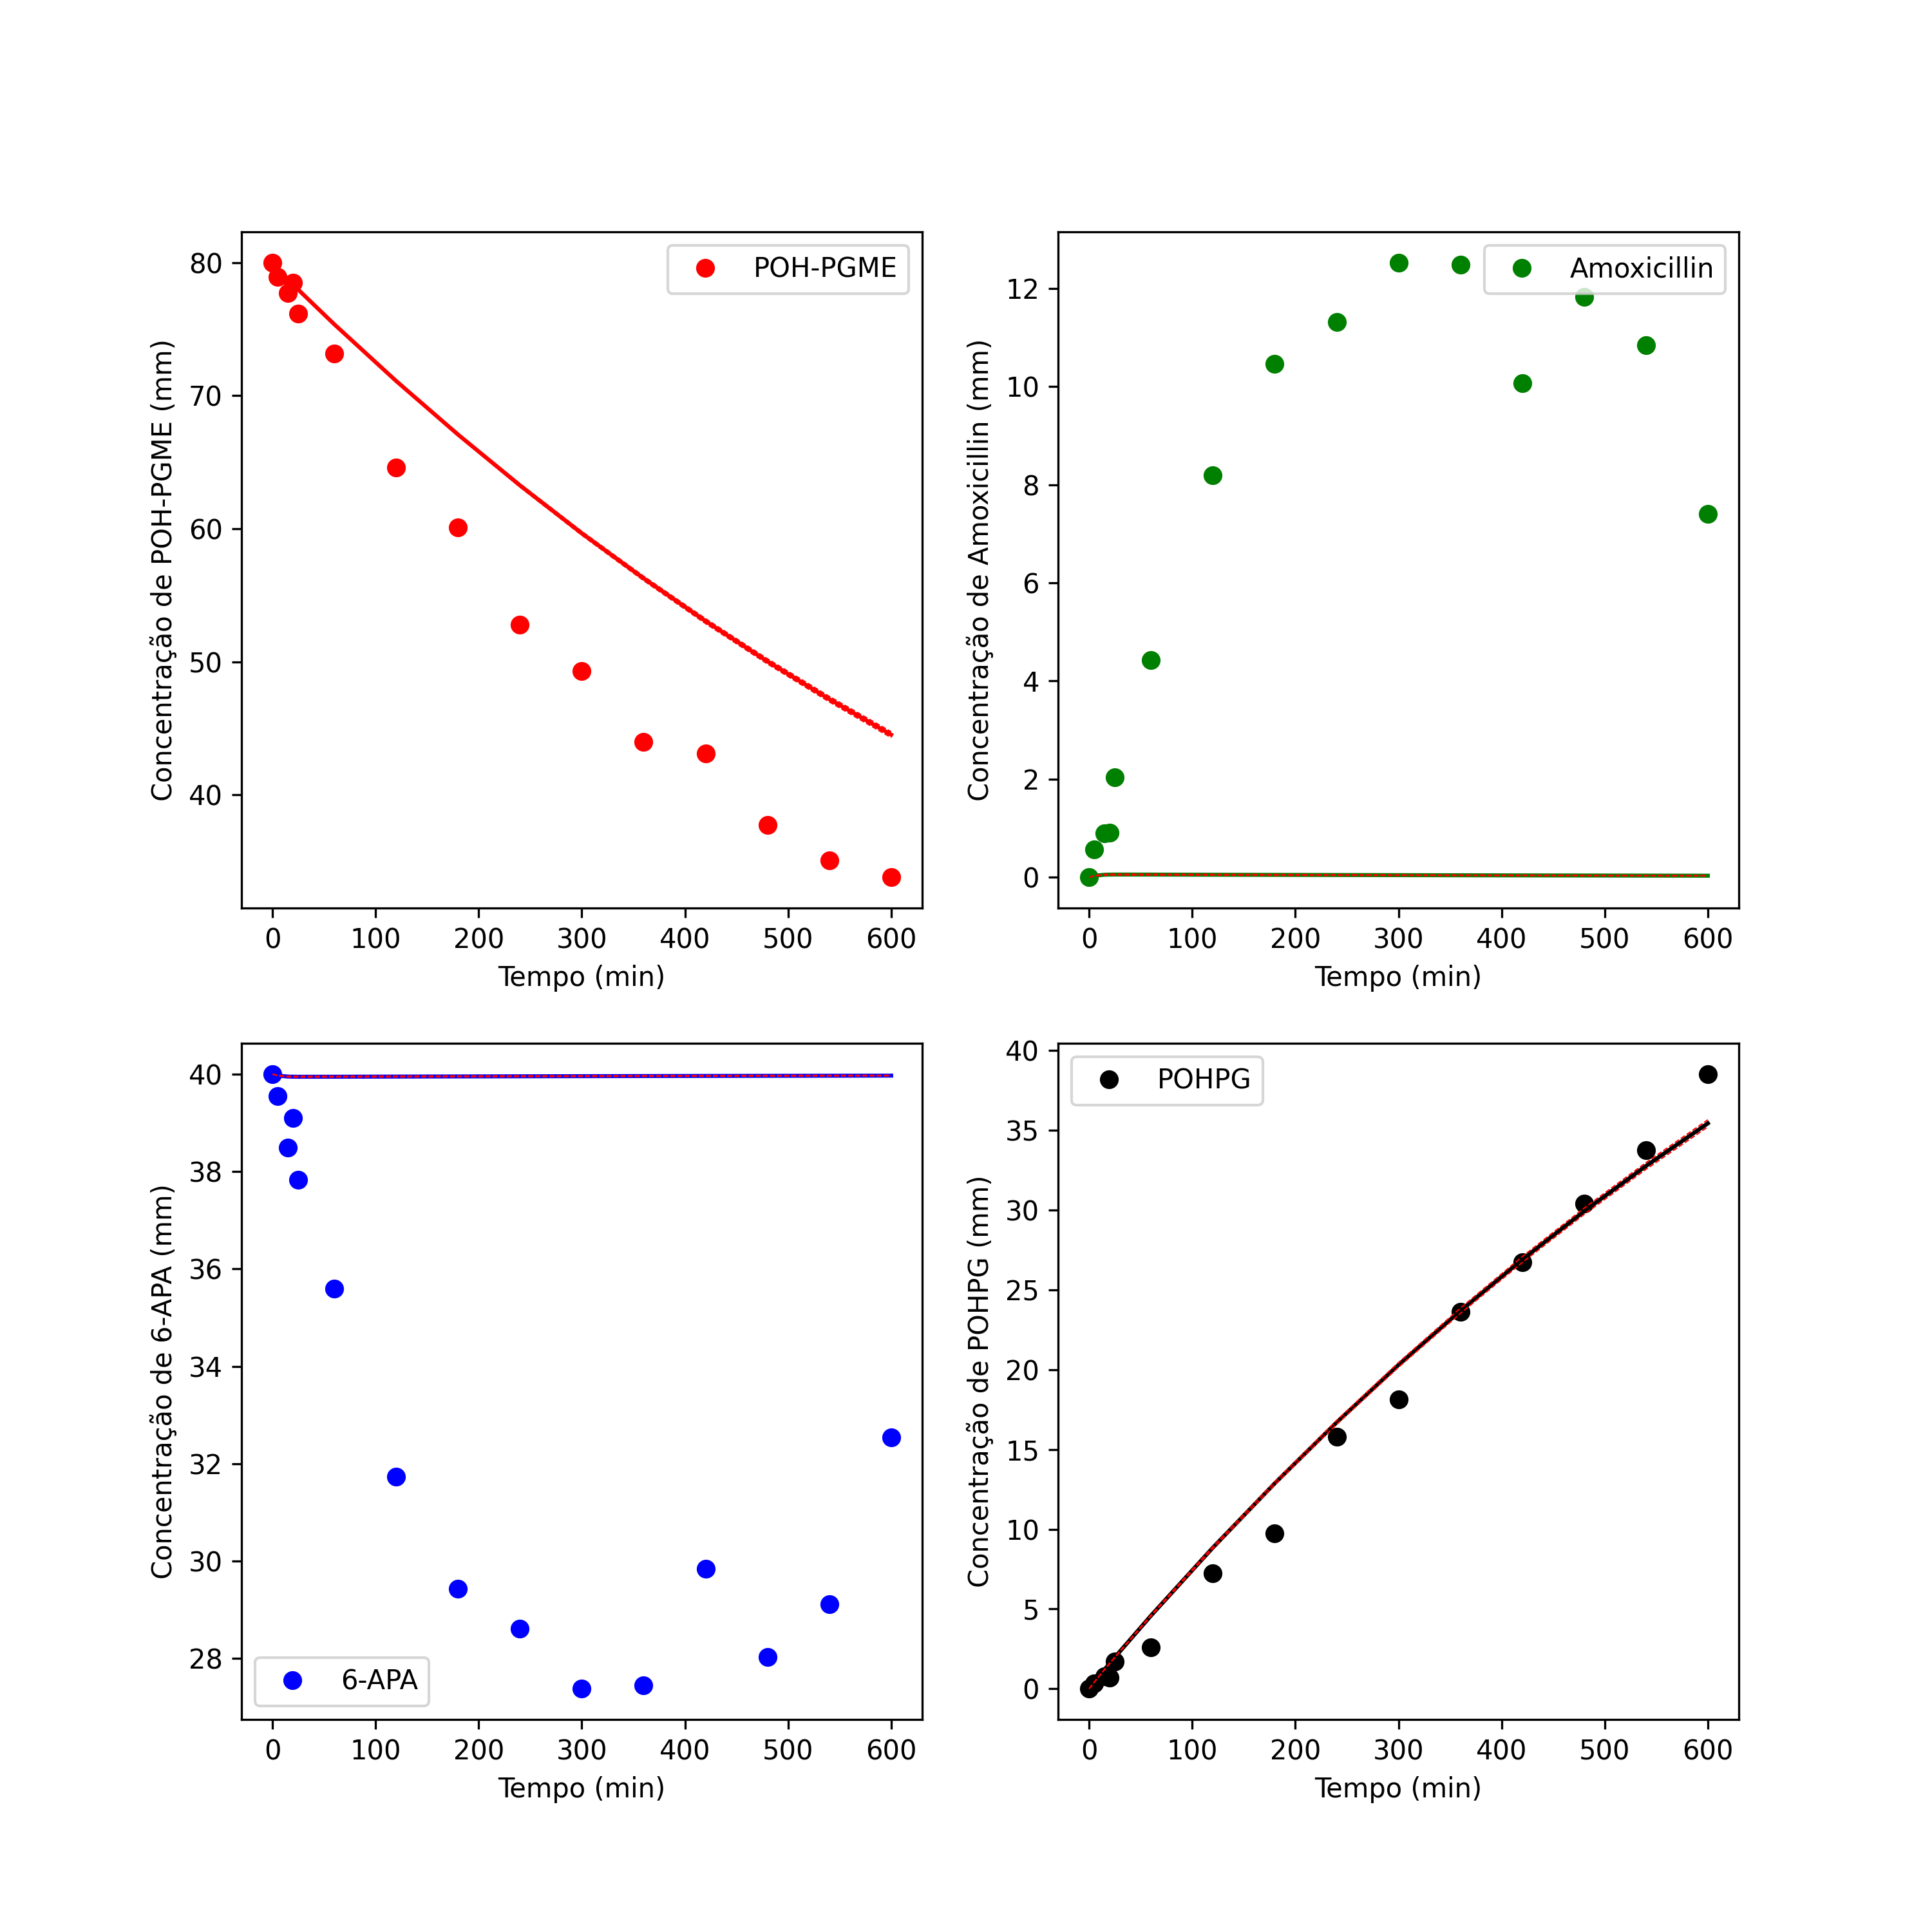 POH-PGME
Concentração de POH-PGME (mm)
80
70
60
50
40
0 100 200 300 400 500 600
Tempo (min)
Amoxicillin
Concentração de Amoxicillin (mm)
12
10
8
6
4
2
0
0 100 200 300 400 500 600
Tempo (min)
Concentração de 6-APA (mm)
40
38
36
34
32
30
28
6-APA
0 100 200 300 400 500 600
Tempo (min)
POHPG
Concentração de POHPG (mm)
40
35
30
25
20
15
10
5
0
0 100 200 300 400 500 600
Tempo (min)